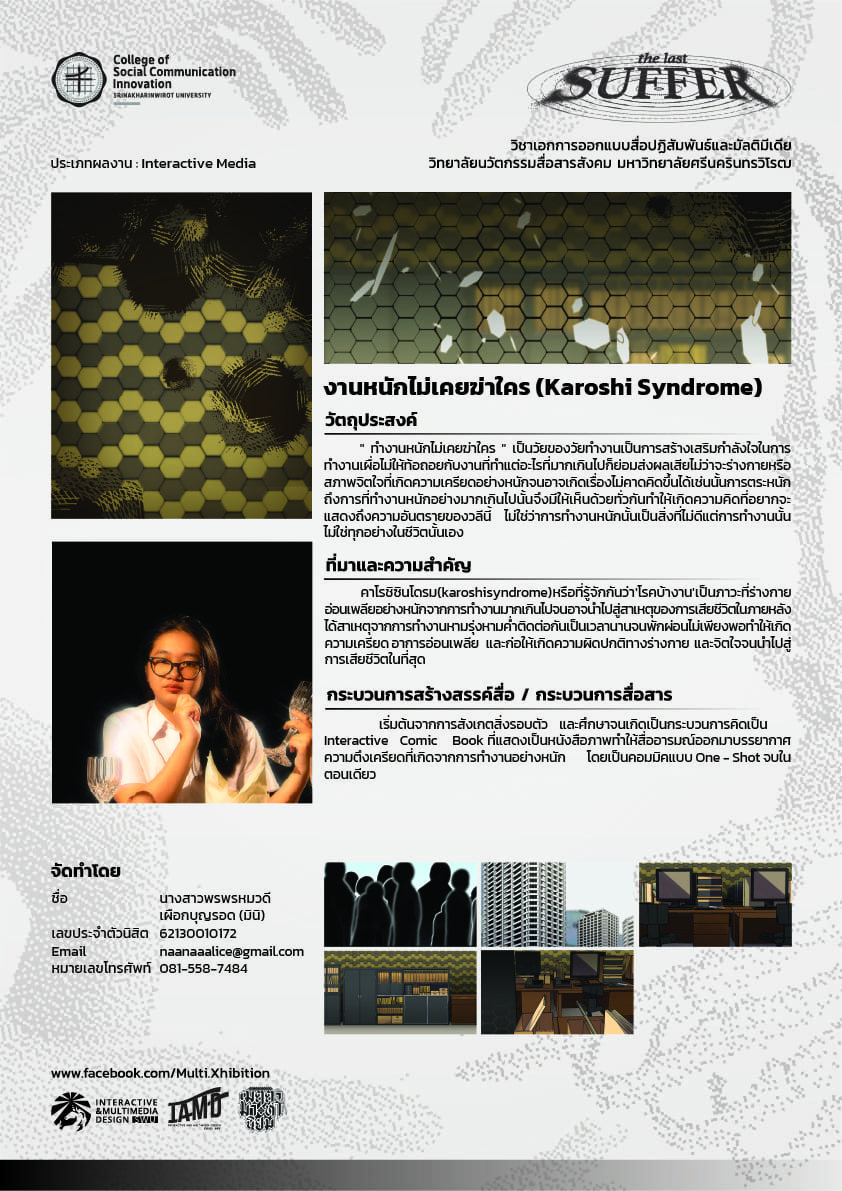 College of
Social Communication
Innovation
SRINAKHARINWIROT UNIVERSITY
the last
SUFFER
วิชาเอกการออกแบบสื่อปฏิสัมพันธ์และมัลติมีเดีย
ประเภทผลงาน : Interactive Media
วิทยาลัยนวัตกรรมสื่อสารสังคม มหาวิทยาลัยศรีนครินทรวิโรฒ
งานหนักไม่เคยฆ่าใคร (Karoshi Syndrome)
วัตถุประสงค์
" ทำงานหนักไม่เคยฆ่าใคร " เป็นวัยของวัยทำงานเป็นการสร้างเสริมกำลังใจในการ
ทำงานเผื่อไม่ให้ท้อถอยกับงานที่ทำแต่อะไรที่มากเกินไปก็ย่อมส่งผลเสียไม่ว่าจะร่างกายหรือ
สภาพจิตใจที่เกิดความเครียดอย่างหนักจนอาจเกิดเรื่องไม่คาดคิดขึ้นได้เช่นนั้นการตระหนัก
ถึงการที่ทำงานหนักอย่างมากเกินไปนั้นจึงมีให้เห็นด้วยทั่วกันทำให้เกิดความคิดที่อยากจะ
แสดงถึงความอันตรายของวลีนี้ ไม่ใช่ว่าการทำงานหนักนั้นเป็นสิ่งที่ไม่ดีแต่การทำงานนั้น
ไม่ใช่ทุกอย่างในชีวิตนั้นเอง
ที่มาและความสำคัญ
คาโรชิซินโดรม(karoshisyndrome)หรือที่รู้จักกันว่า'โรคบ้างาน'เป็นภาวะที่ร่างกาย
อ่อนเพลียอย่างหนักจากการทำงานมากเกินไปจนอาจนำไปสู่สาเหตุของการเสียชีวิตในภายหลัง
ได้สาเหตุจากการทำงานหามรุ่งหามค่ำติดต่อกันเป็นเวลานานจนพักผ่อนไม่เพียงพอทำให้เกิด
ความเครียด อาการอ่อนเพลีย และก่อให้เกิดความผิดปกติทางร่างกาย และจิตใจจนนำไปสู่
การเสียชีวิตในที่สุด
กระบวนการสร้างสรรค์สื่อ / กระบวนการสื่อสาร
เริ่มต้นจากการสังเกตสิ่งรอบตัว และศึกษาจนเกิดเป็นกระบวนการคิดเป็น
Interactive Comic Book ที่แสดงเป็นหนังสือภาพทำให้สื่ออารมณ์ออกมาบรรยากาศ
ความตึงเครียดที่เกิดจากการทำงานอย่างหนัก โดยเป็นคอมมิคแบบ One - Shot จบใน
ตอนเดียว
จัดทำโดย
ชื่อ นางสาวพรพรหมวดี
เผือกบุญรอด (มินิ)
เลขประจำตัวนิสิต 62130010172
Email naanaaalice@gmail.com
หมายเลขโทรศัพท์ 081-558-7484
www.facebook.com/Multi.Xhibition
INTERACTIVE
&MULTIMEDIA
DESIGN SWU
IAMD